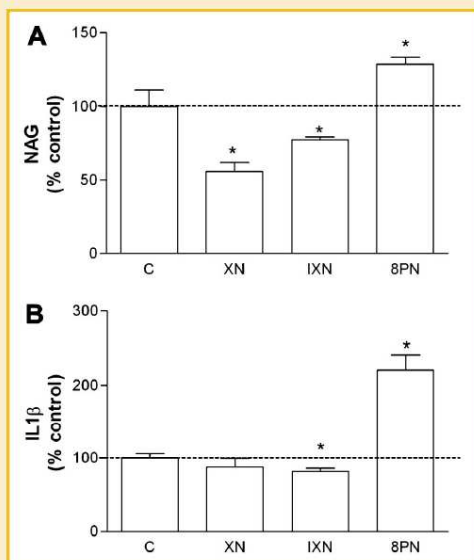 A
NAG
(% control)
150
100
50
0
*
*
*
C XN IXN 8PN
B
IL1β
(% control)
300
200
100
0
*
*
C XN IXN 8PN